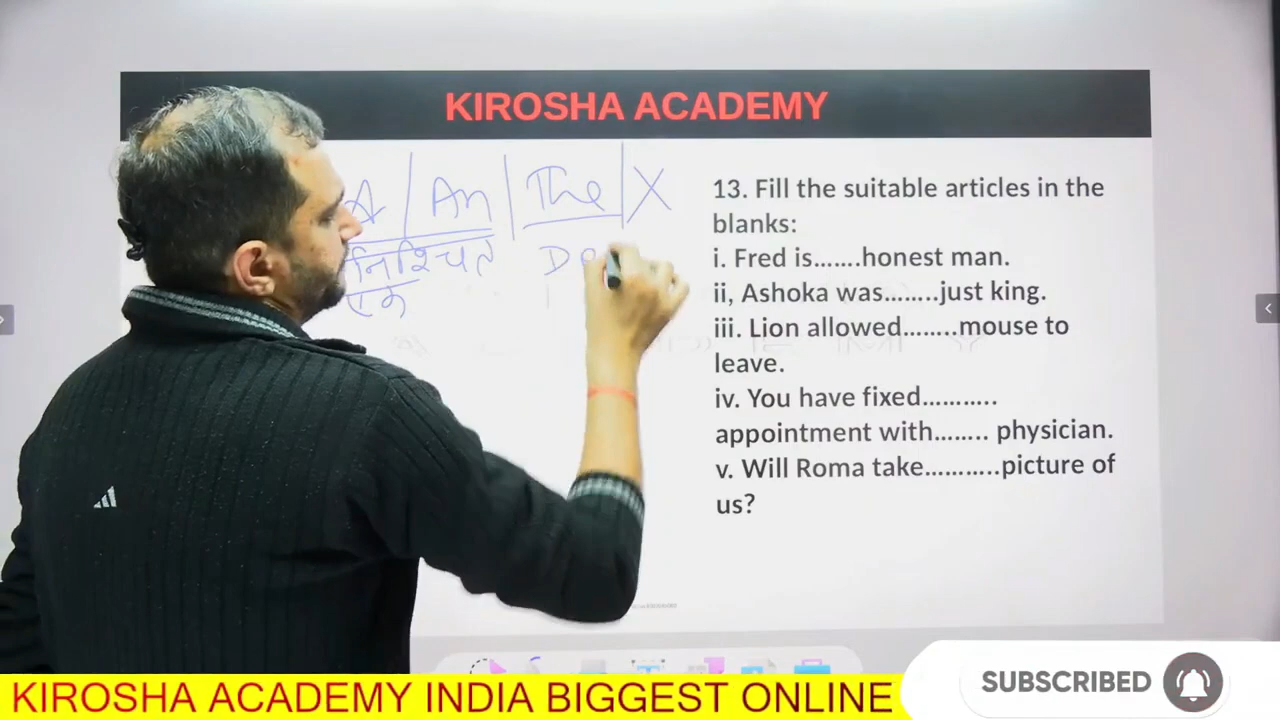 KIROSHA ACADEMY
A | An | The | X
निश्चित De
एक
13. Fill the suitable articles in the
blanks:
i. Fred is.......honest man.
ii, Ashoka was........just king.
iii. Lion allowed........mouse to
leave.
iv. You have fixed..........
appointment with........ physician.
v. Will Roma take...........picture of
us?
KIROSHA ACADEMY INDIA BIGGEST ONLINE
SUBSCRIBED